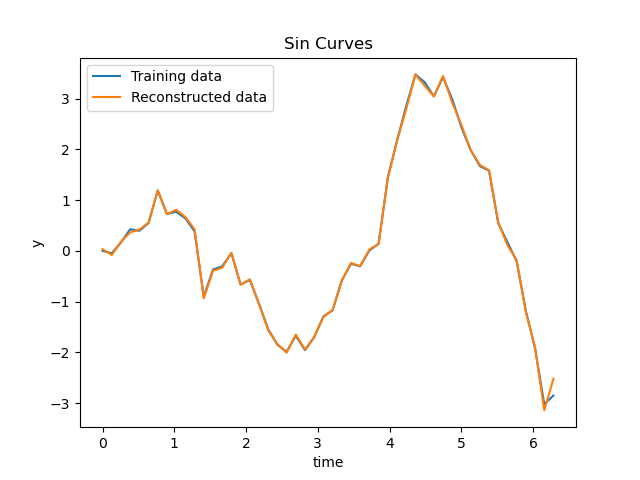 Sin Curves
Training data
Reconstructed data
y
3
2
1
0
−1
−2
−3
0 1 2 3 4 5 6
time